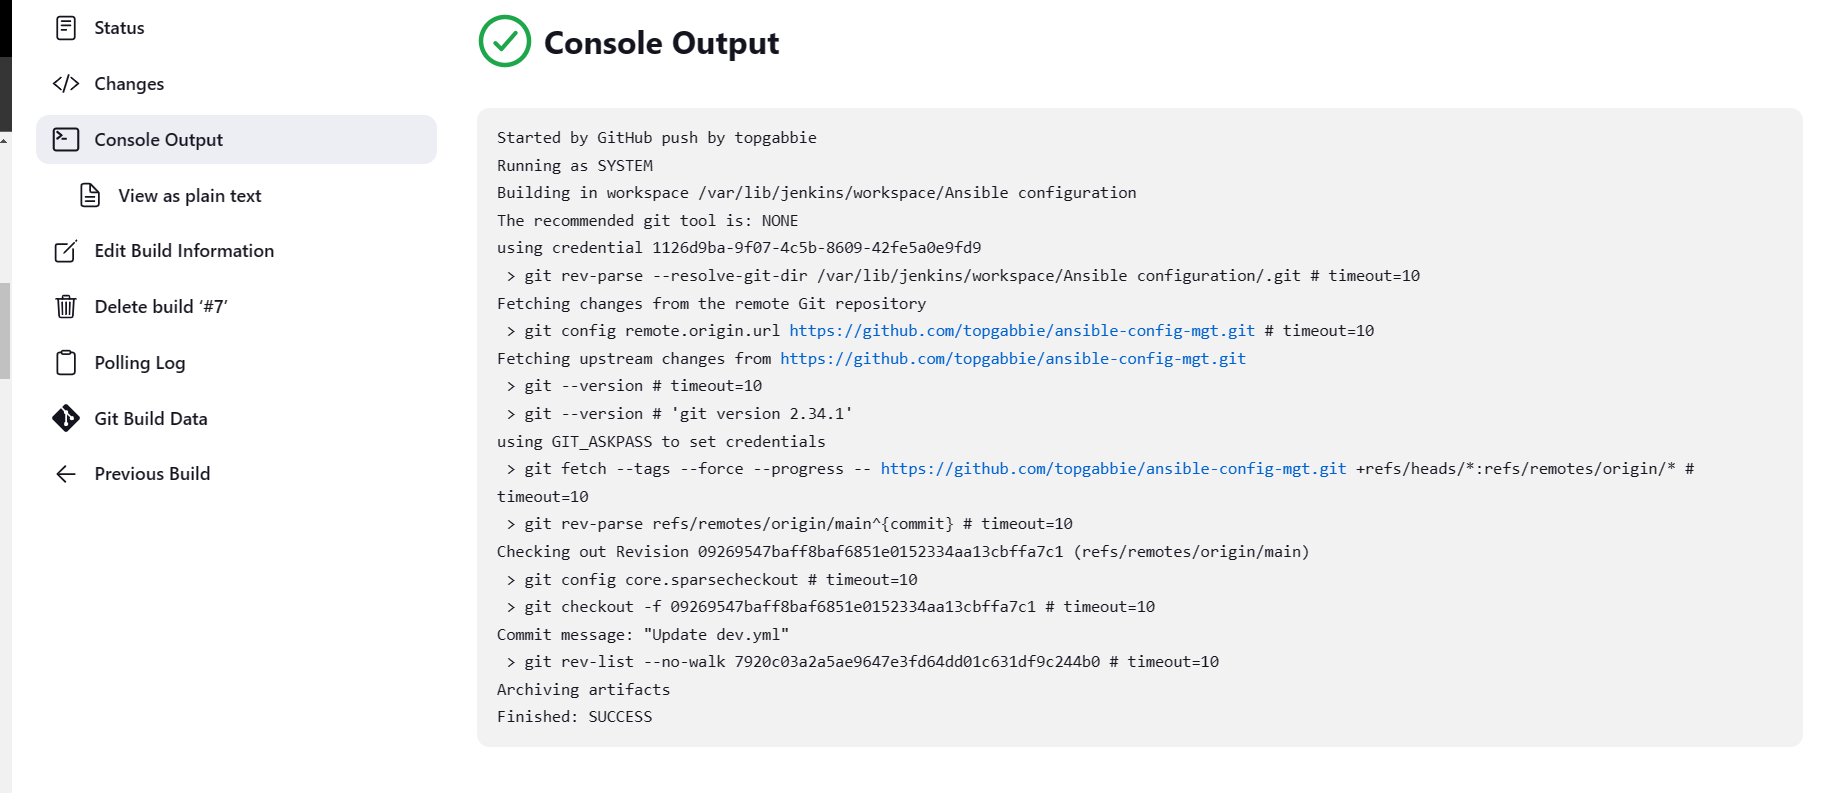 Status
Changes
Console Output
View as plain text
Edit Build Information
Delete build ‘#7’
Polling Log
Git Build Data
Previous Build
Console Output
Started by GitHub push by topgabbie
Running as SYSTEM
Building in workspace /var/lib/jenkins/workspace/Ansible configuration
The recommended git tool is: NONE
using credential 1126d9ba-9f07-4c5b-8609-42fe5a0e9fd9
> git rev-parse --resolve-git-dir /var/lib/jenkins/workspace/Ansible configuration/.git # timeout=10
Fetching changes from the remote Git repository
> git config remote.origin.url https://github.com/topgabbie/ansible-config-mgt.git # timeout=10
Fetching upstream changes from https://github.com/topgabbie/ansible-config-mgt.git
> git --version # timeout=10
> git --version # 'git version 2.34.1'
using GIT_ASKPASS to set credentials
> git fetch --tags --force --progress -- https://github.com/topgabbie/ansible-config-mgt.git +refs/heads/*:refs/remotes/origin/* #
timeout=10
> git rev-parse refs/remotes/origin/main^{commit} # timeout=10
Checking out Revision 09269547baff8baf6851e0152334aa13cbffa7c1 (refs/remotes/origin/main)
> git config core.sparsecheckout # timeout=10
> git checkout -f 09269547baff8baf6851e0152334aa13cbffa7c1 # timeout=10
Commit message: "Update dev.yml"
> git rev-list --no-walk 7920c03a2a5ae9647e3fd64dd01c631df9c244b0 # timeout=10
Archiving artifacts
Finished: SUCCESS